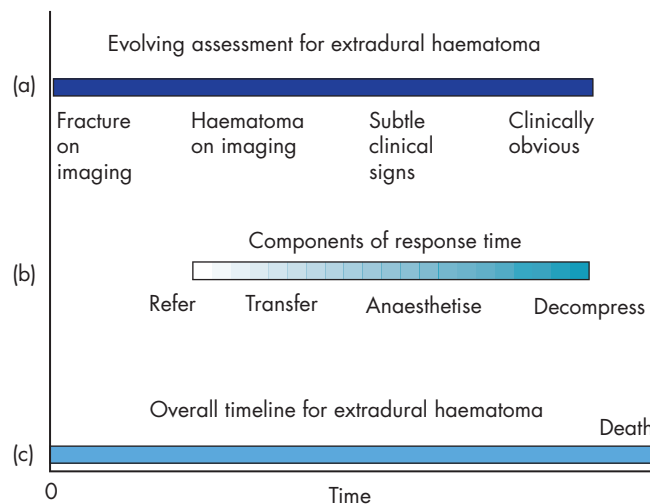 Evolving assessment for extradural haematoma
(a)
Fracture
on
imaging
Haematoma
on imaging
Subtle
clinical
signs
Clinically
obvious
Components of response time
(b)
Refer
Transfer
Anaesthetise
Decompress
Overall timeline for extradural haematoma
Death
(c)
0
Time